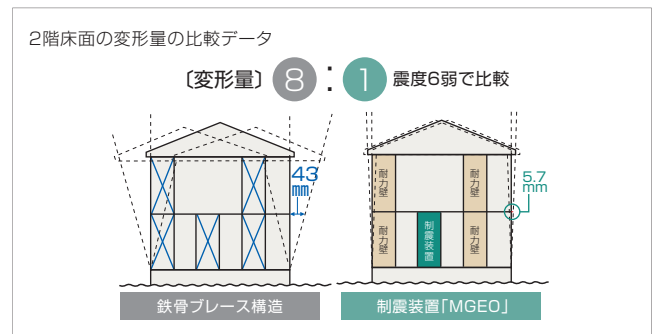 2階床面の変形量の比較データ
〔変形量〕 8 : 1 震度6弱で比較
43
mm
5.7
mm
耐力壁
耐力壁
耐力壁
制震装置
耐力壁
鉄骨ブレース構造
制震装置「MGEO」